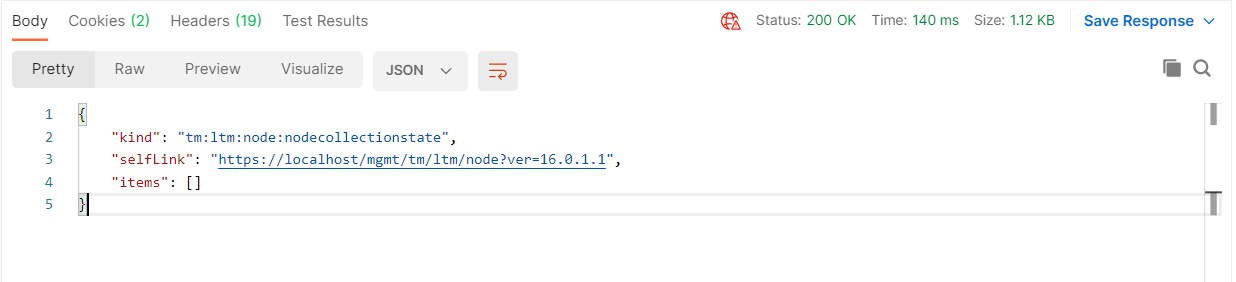 Body Cookies (2) Headers (19) Test Results Status: 200 OK Time: 140 ms Size: 1.12 KB Save Response
Pretty Raw Preview Visualize JSON
1 {
2 "kind": "tm:ltm:node:nodecollectionstate",
3 "selfLink": "https://localhost/mgmt/tm/ltm/node?ver=16.0.1.1",
4 "items": []
5 }